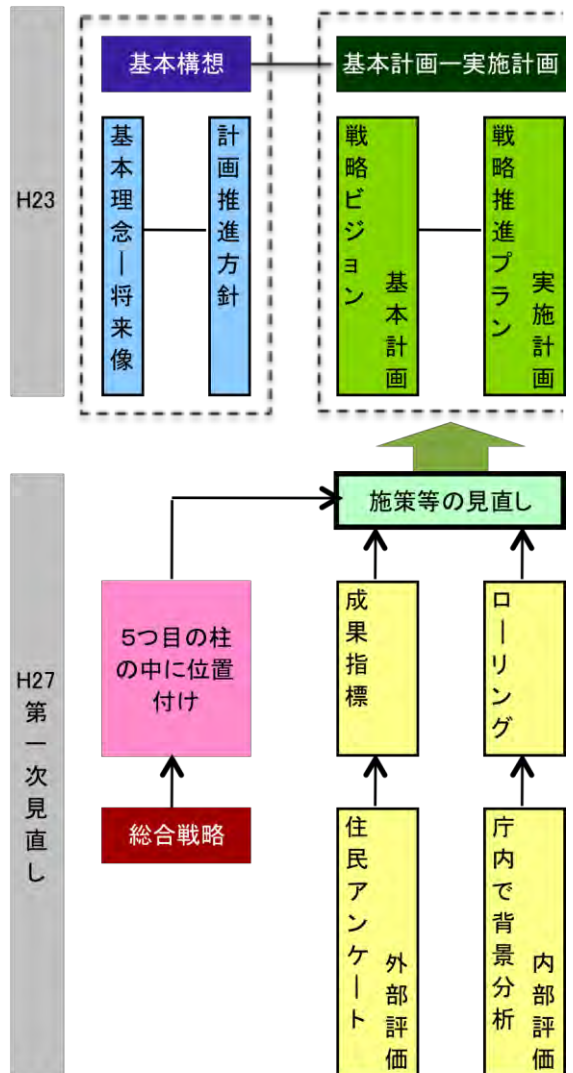 H23
基本構想
基本計画―実施計画
基本理念―将来像
計画推進方針
戦略ビジョン
基本計画
戦略推進プラン
実施計画
H27
第一次見直し
施策等の見直し
5つ目の柱
の中に位置
付け
成果指標
ローリング
総合戦略
住民アンケート
外部評価
庁内で背景分析
内部評価